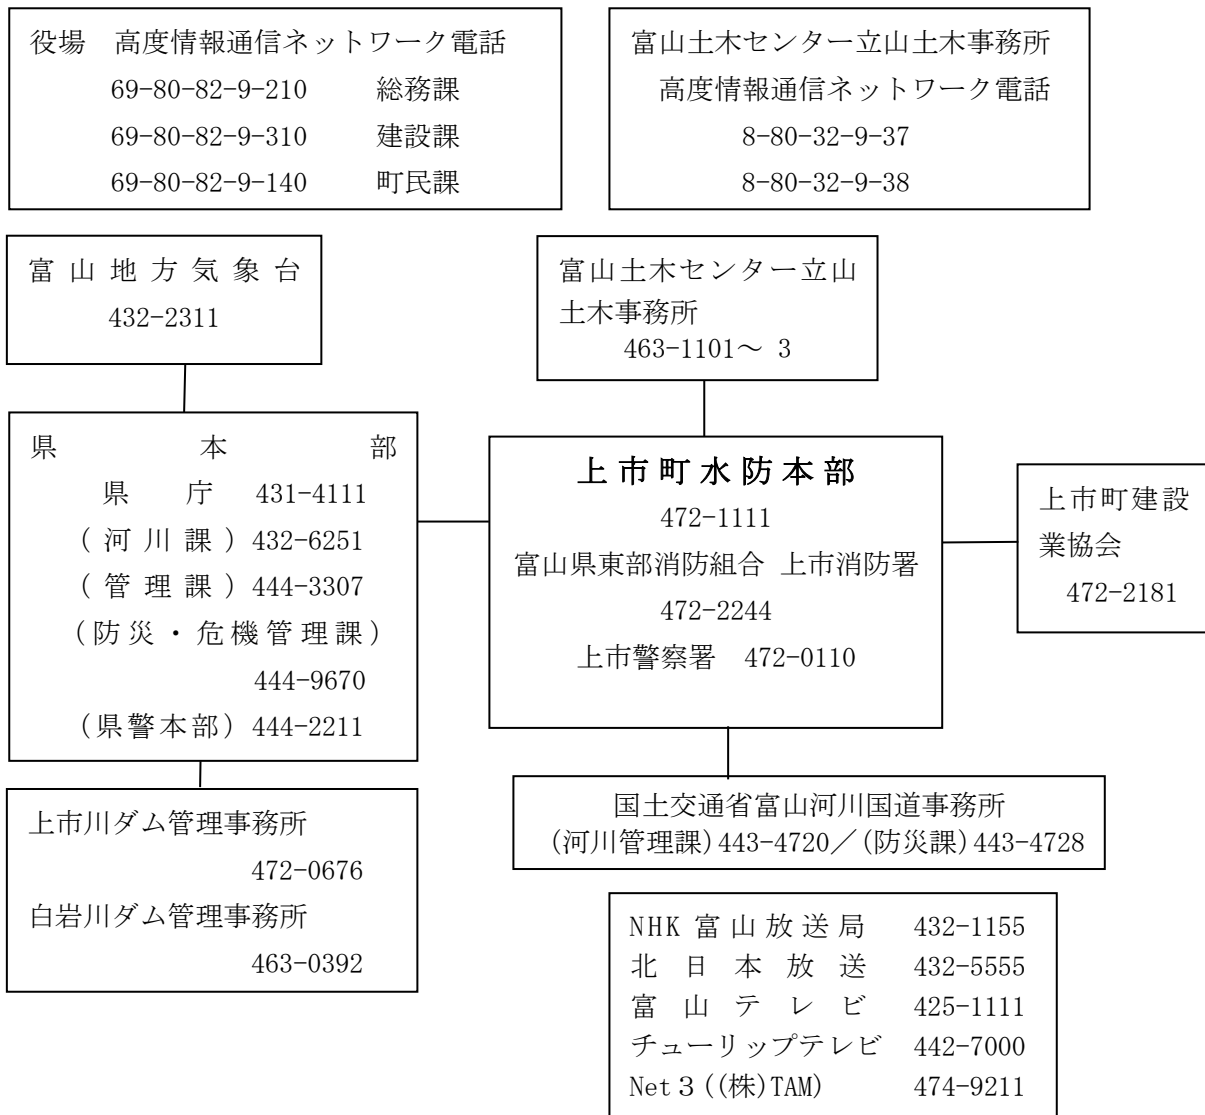 役場　高度情報通信ネットワーク電話
69-80-82-9-210　総務課
69-80-82-9-310　建設課
69-80-82-9-140　町民課
富山土木センター立山土木事務所
高度情報通信ネットワーク電話
8-80-32-9-37
8-80-32-9-38
富山地方気象台
432-2311
富山土木センター立山
土木事務所
463-1101～ 3
県本部
県庁 431-4111
（河川課）432-6251
（管理課）444-3307
（防災・危機管理課）
444-9670
（県警本部）444-2211
上市町水防本部
472-1111
富山県東部消防組合 上市消防署
472-2244
上市警察署　472-0110
上市町建設
業協会
472-2181
上市川ダム管理事務所
472-0676
白岩川ダム管理事務所
463-0392
国土交通省富山河川国道事務所
(河川管理課)443-4720／(防災課)443-4728
NHK富山放送局　432-1155
北日本放送　432-5555
富山テレビ　425-1111
チューリップテレビ　442-7000
Net３((株)TAM)　474-9211